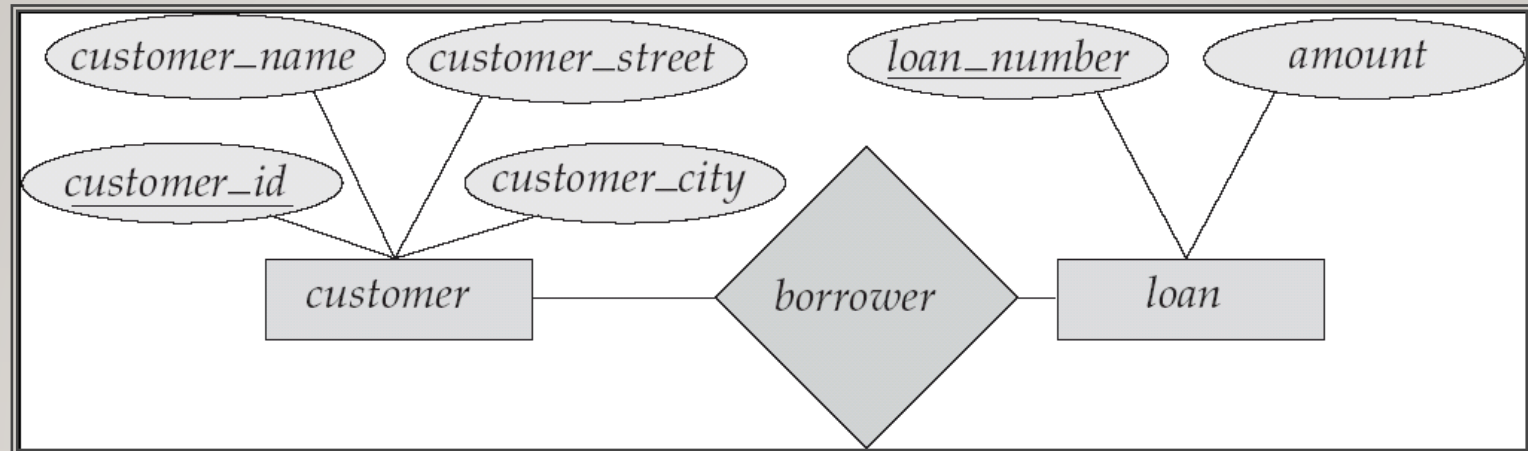 customer_name
customer_street
loan_number
amount
customer_id
customer_city
customer
borrower
loan